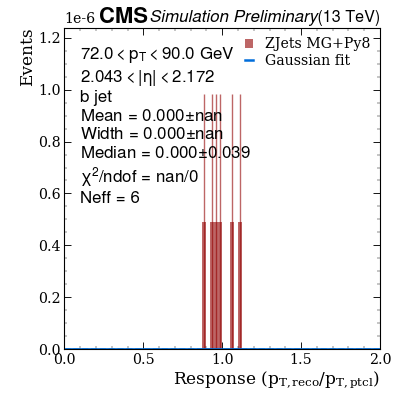 1e-6 CMS Simulation Preliminary (13 TeV)
Events
72.0 < pT < 90.0 GeV
2.043 < |η| < 2.172
b jet
Mean = 0.000±nan
Width = 0.000±nan
Median = 0.000±0.039
χ²/ndof = nan/0
Neff = 6
ZJets MG+Py8
Gaussian fit
1.2
1.0
0.8
0.6
0.4
0.2
0.0
0.0 0.5 1.0 1.5 2.0
Response (pT,reco/pT,ptcl)